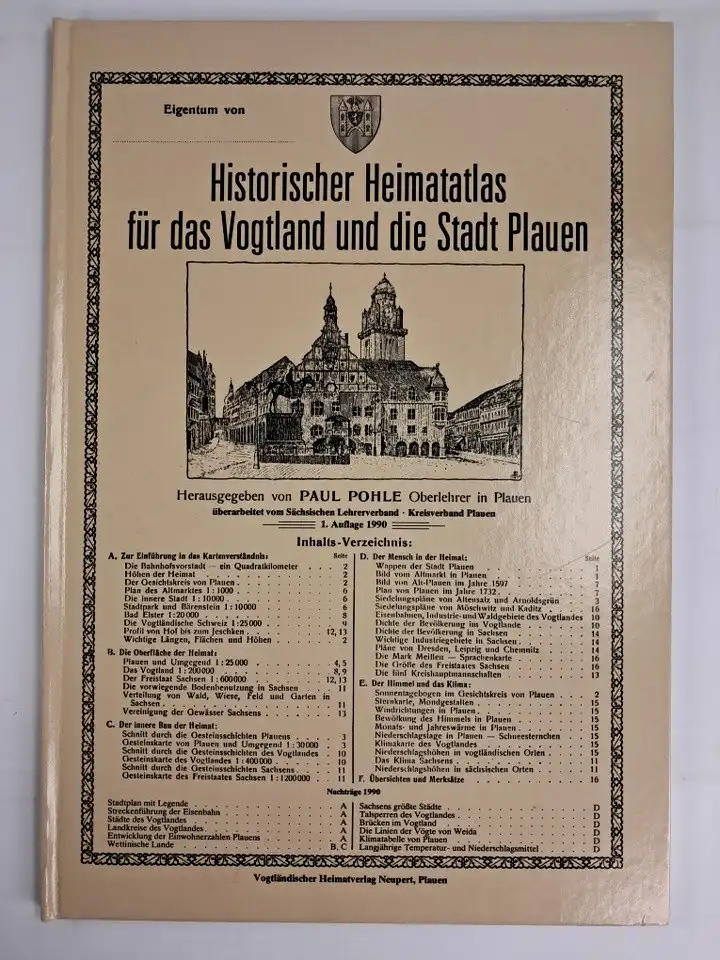 Eigentum von
Historischer Heimatatlas
für das Vogtland und die Stadt Plauen
Herausgegeben von PAUL POHLE Oberlehrer in Plauen
überarbeitet vom Sächsischen Lehrerverband · Kreisverband Plauen
1. Auflage 1990
Inhalts-Verzeichnis:
A. Zur Einführung in das Kartenverständnis: Seite
Die Bahnhofsvorstadt — ein Quadratkilometer . . 2
Höhen der Heimat . . 2
Der Gesichtskreis von Plauen . . 2
Plan des Altmarktes 1:1000 . . 6
Die innere Stadt 1:10000 . . 6
Stadtpark und Bärenstein 1:10000 . . 6
Bad Elster 1:20000 . . 8
Die Vogtländische Schweiz 1:25000 . . 9
Profil von Hof bis zum Jeschken . . 12, 13
Wichtige Längen, Flächen und Höhen . . 2
B. Die Oberfläche der Heimat:
Plauen und Umgegend 1:25000 . . 4, 5
Das Vogtland 1:200000 . . 8, 9
Der Freistaat Sachsen 1:600000 . . 12, 13
Die vorwiegende Bodenbenutzung in Sachsen . . 11
Verteilung von Wald, Wiese, Feld und Garten in
Sachsen . . 11
Vereinigung der Gewässer Sachsens . . 13
C. Der innere Bau der Heimat:
Schnitt durch die Gesteinsschichten Plauens . . 3
Gesteinskarte von Plauen und Umgegend 1:30000 . . 3
Schnitt durch die Gesteinsschichten des Vogtlandes . . 10
Gesteinskarte des Vogtlandes 1:400000 . . 10
Schnitt durch die Gesteinsschichten Sachsens . . 11
Gesteinskarte des Freistaates Sachsen 1:1200000 . . 11
D. Der Mensch in der Heimat: Seite
Wappen der Stadt Plauen . . 1
Bild vom Altmarkt in Plauen . . 1
Bild von Alt-Plauen im Jahre 1597 . . 7
Plan von Plauen im Jahre 1732 . . 7
Siedelungspläne von Altensalz und Arnoldsgrün . . 3
Siedelungspläne von Möschwitz und Kaditz . . 16
Eisenbahnen, Industrie- und Waldgebiete des Vogtlandes 10
Dichte der Bevölkerung im Vogtlande . . 10
Dichte der Bevölkerung in Sachsen . . 14
Wichtige Industriegebiete in Sachsen . . 14
Pläne von Dresden, Leipzig und Chemnitz . . 14
Die Mark Meißen — Sprachenkarte . . 16
Die Größe des Freistaates Sachsen . . 16
Die fünf Kreishauptmannschaften . . 13
E. Der Himmel und das Klima:
Sonnentagebogen im Gesichtskreis von Plauen . . 2
Sternkarte, Mondgestalten . . 15
Windrichtungen in Plauen . . 15
Bewölkung des Himmels in Plauen . . 15
Monats- und Jahreswärme in Plauen . . 15
Niederschlagstage in Plauen — Schneesternchen . . 15
Klimakarte des Vogtlandes . . 15
Niederschlagshöhen in vogtländischen Orten . . 15
Das Klima Sachsens . . 11
Niederschlagshöhen in sächsischen Orten . . 11
F. Übersichten und Merksätze . . 16
Nachträge 1990
Stadtplan mit Legende . . A
Streckenführung der Eisenbahn . . A
Städte des Vogtlandes . . A
Landkreise des Vogtlandes . . A
Entwicklung der Einwohnerzahlen Plauens . . A
Wettinische Lande . . B, C
Sachsens größte Städte . . D
Talsperren des Vogtlandes . . D
Brücken im Vogtland . . D
Die Linien der Vögte von Weida . . D
Klimatabelle von Plauen . . D
Langjährige Temperatur- und Niederschlagsmittel . . D
Vogtländischer Heimatverlag Neupert, Plauen